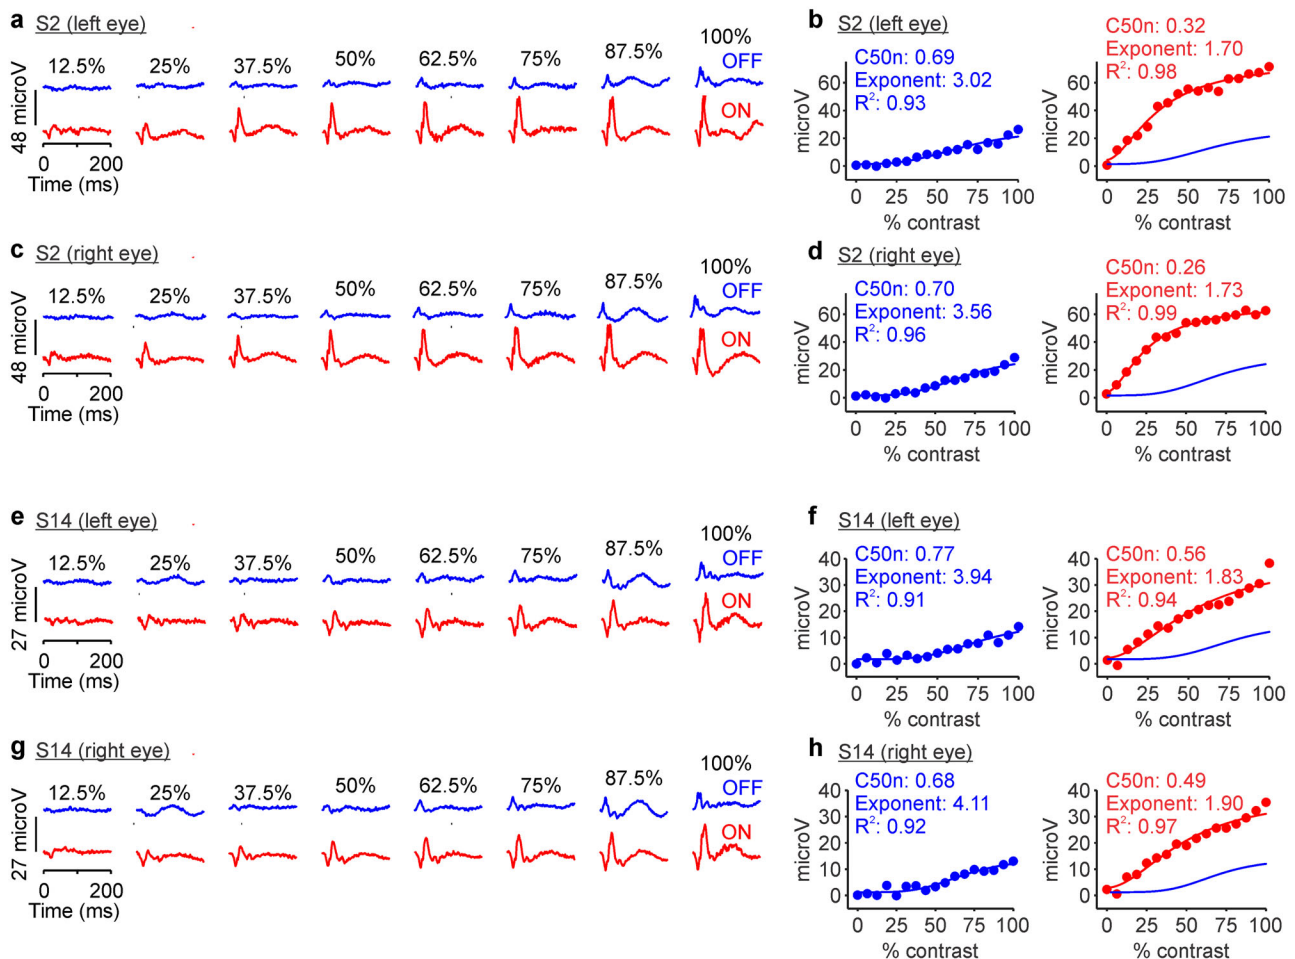 a S2 (left eye)
12.5% 25% 37.5% 50% 62.5% 75% 87.5% 100%
OFF
ON
48 microV
0 200
Time (ms)
b S2 (left eye)
C50n: 0.69
Exponent: 3.02
R²: 0.93
microV
60
40
20
0
0 25 50 75 100
% contrast
C50n: 0.32
Exponent: 1.70
R²: 0.98
microV
60
40
20
0
0 25 50 75 100
% contrast
c S2 (right eye)
12.5% 25% 37.5% 50% 62.5% 75% 87.5% 100%
OFF
ON
48 microV
0 200
Time (ms)
d S2 (right eye)
C50n: 0.70
Exponent: 3.56
R²: 0.96
microV
60
40
20
0
0 25 50 75 100
% contrast
C50n: 0.26
Exponent: 1.73
R²: 0.99
microV
60
40
20
0
0 25 50 75 100
% contrast
e S14 (left eye)
12.5% 25% 37.5% 50% 62.5% 75% 87.5% 100%
OFF
ON
27 microV
0 200
Time (ms)
f S14 (left eye)
C50n: 0.77
Exponent: 3.94
R²: 0.91
microV
40
30
20
10
0
0 25 50 75 100
% contrast
C50n: 0.56
Exponent: 1.83
R²: 0.94
microV
40
30
20
10
0
0 25 50 75 100
% contrast
g S14 (right eye)
12.5% 25% 37.5% 50% 62.5% 75% 87.5% 100%
OFF
ON
27 microV
0 200
Time (ms)
h S14 (right eye)
C50n: 0.68
Exponent: 4.11
R²: 0.92
microV
40
30
20
10
0
0 25 50 75 100
% contrast
C50n: 0.49
Exponent: 1.90
R²: 0.97
microV
40
30
20
10
0
0 25 50 75 100
% contrast